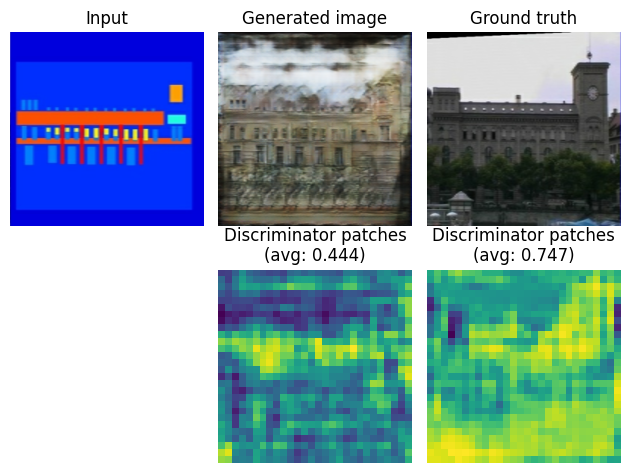 Input
Generated image
Ground truth
Discriminator patches
(avg: 0.444)
Discriminator patches
(avg: 0.747)